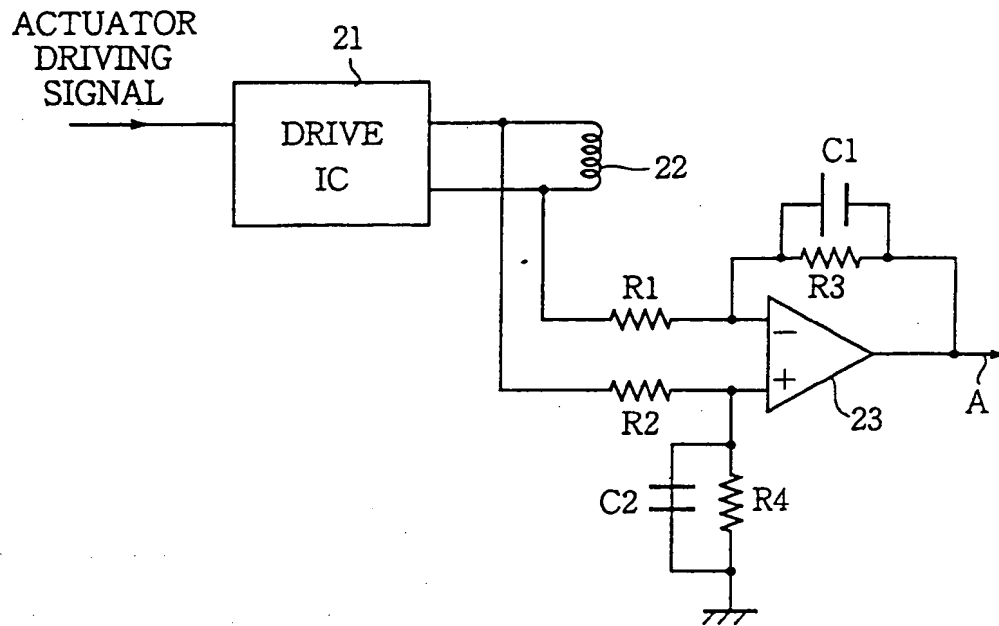 ACTUATOR
DRIVING
SIGNAL
21
DRIVE
IC
22
C1
R3
R1
−
+
R2
23
A
C2
R4